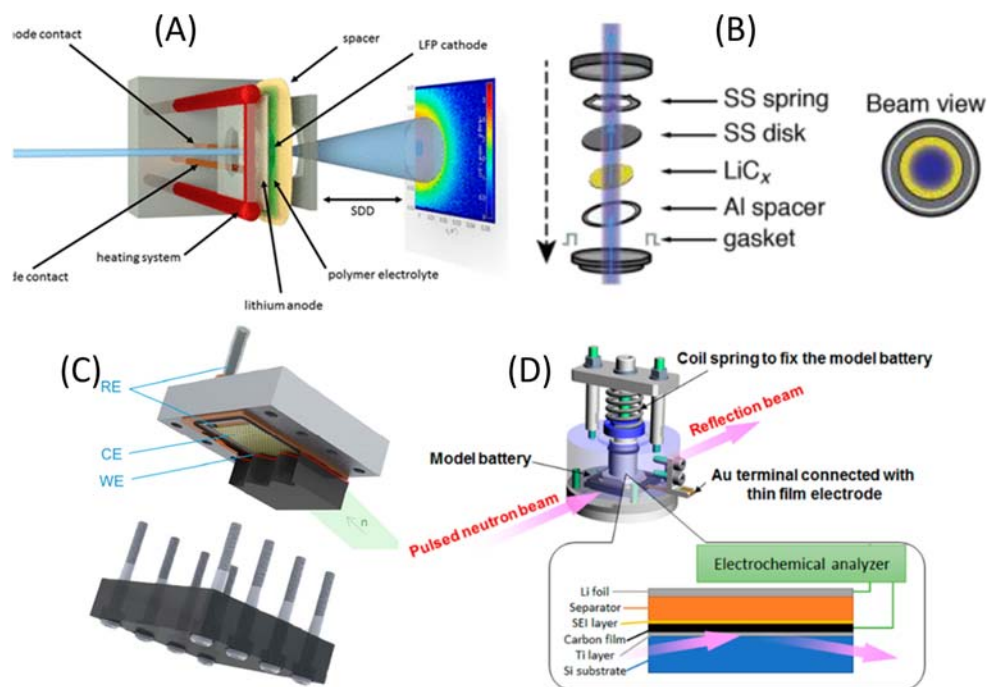 (A)
node contact
spacer
LFP cathode
SDD
heating system
de contact
polymer electrolyte
lithium anode
(B)
SS spring
SS disk
LiCx
Al spacer
gasket
Beam view
(C)
RE
CE
WE
n
(D)
Coil spring to fix the model battery
Reflection beam
Model battery
Au terminal connected with
thin film electrode
Pulsed neutron beam
Electrochemical analyzer
Li foil
Separator
SEI layer
Carbon film
Ti layer
Si substrate